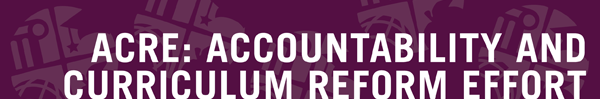 ACRE: ACCOUNTABILITY AND
CURRICULUM REFORM EFFORT